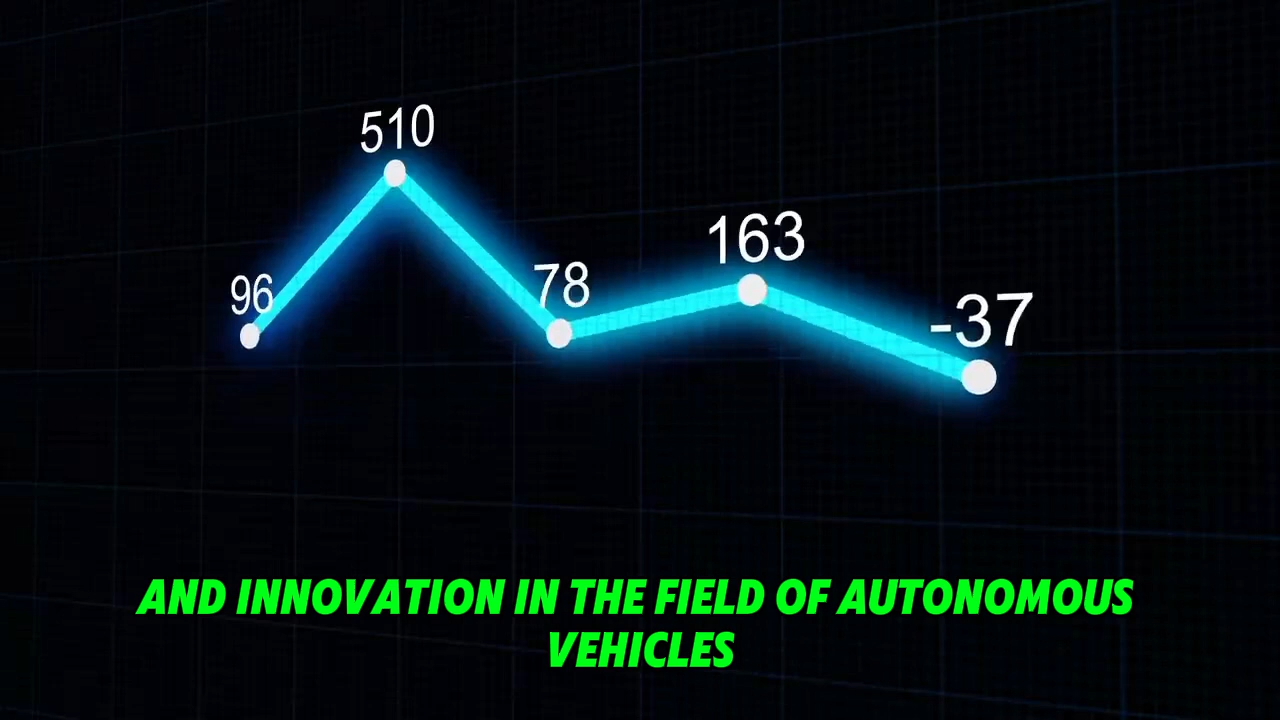 510
163
96
78
-37
AND INNOVATION IN THE FIELD OF AUTONOMOUS
VEHICLES